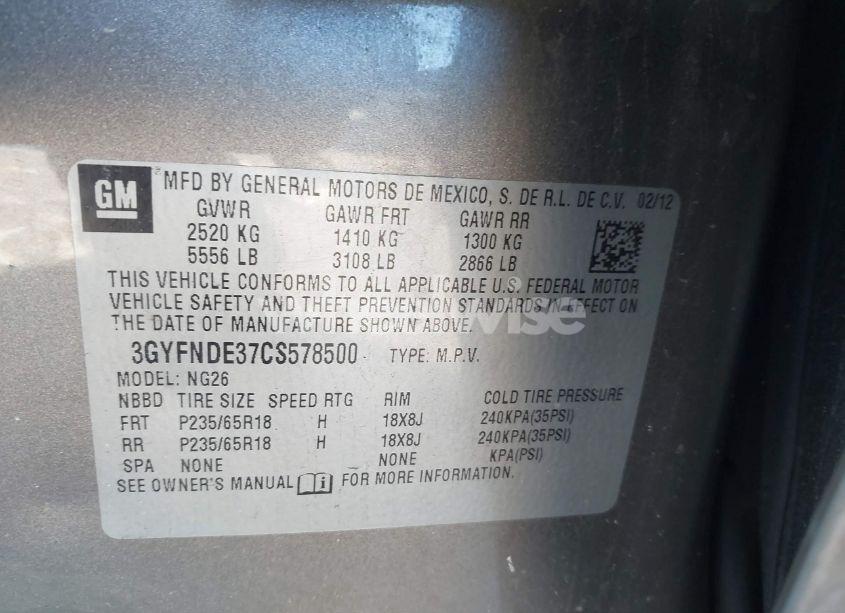 GM
MFD BY GENERAL MOTORS DE MEXICO, S. DE R.L. DE C.V. 02/12
GVWR GAWR FRT GAWR RR
2520 KG 1410 KG 1300 KG
5556 LB 3108 LB 2866 LB
THIS VEHICLE CONFORMS TO ALL APPLICABLE U.S. FEDERAL MOTOR
VEHICLE SAFETY AND THEFT PREVENTION STANDARDS IN EFFECT ON
THE DATE OF MANUFACTURE SHOWN ABOVE.
3GYFNDE37CS578500 TYPE: M.P.V.
MODEL: NG26
NBBD TIRE SIZE SPEED RTG RIM COLD TIRE PRESSURE
FRT P235/65R18 H 18X8J 240KPA(35PSI)
RR P235/65R18 H 18X8J 240KPA(35PSI)
SPA NONE NONE KPA(PSI)
SEE OWNER'S MANUAL i FOR MORE INFORMATION.